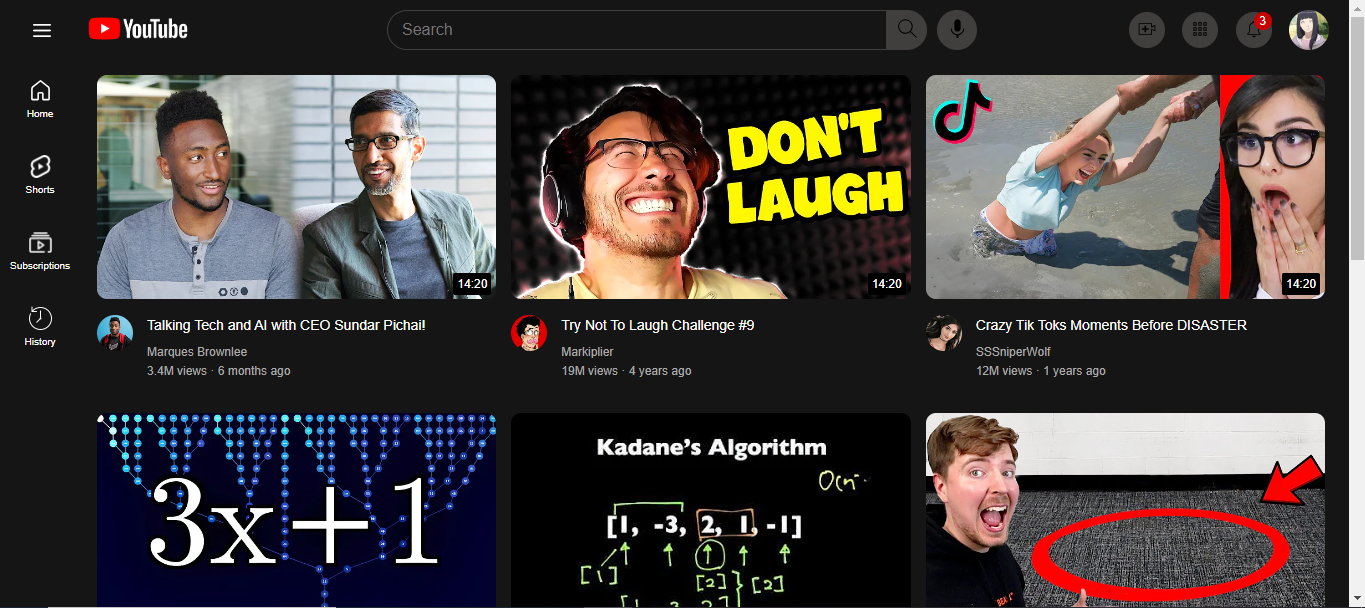 YouTube
Search
3
Home
Shorts
Subscriptions
History
14:20
Talking Tech and AI with CEO Sundar Pichai!
Marques Brownlee
3.4M views · 6 months ago
DON'T
LAUGH
14:20
Try Not To Laugh Challenge #9
Markiplier
19M views · 4 years ago
14:20
Crazy Tik Toks Moments Before DISASTER
SSSniperWolf
12M views · 1 years ago
3x+1
Kadane's Algorithm
[1, -3, 2, 1, -1]
[1]
[2]
[2]